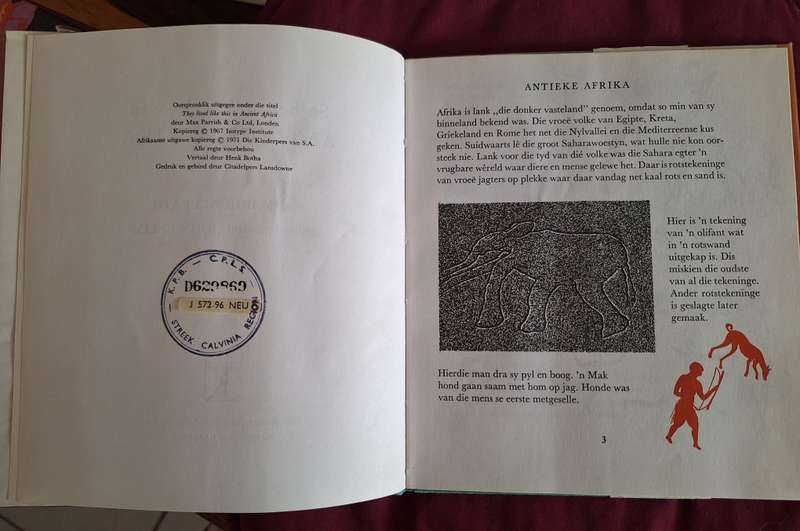 Oorspronklik uitgegee onder die titel
They lived like this in Ancient Africa
deur Max Parrish & Co Ltd, Londen
Kopiereg © 1967 Isotype Institute
Afrikaanse uitgawe kopiereg © 1971 Die Kinderpers van S.A.
Alle regte voorbehou
Vertaal deur Henk Botha
Gedruk en gebind deur Citadelpers Lansdowne
K.P.B. — C.P.L.S.
D629869
J 572·96 NEU
STREEK CALVINIA REGION
ANTIEKE AFRIKA
Afrika is lank „die donker vasteland” genoem, omdat so min van sy
binneland bekend was. Die vroeë volke van Egipte, Kreta,
Griekeland en Rome het net die Nylvallei en die Mediterreense kus
geken. Suidwaarts lê die groot Saharawoestyn, wat hulle nie kon oor-
steek nie. Lank voor die tyd van dié volke was die Sahara egter 'n
vrugbare wêreld waar diere en mense gelewe het. Daar is rotstekeninge
van vroeë jagters op plekke waar daar vandag net kaal rots en sand is.
Hier is 'n tekening
van 'n olifant wat
in 'n rotswand
uitgekap is. Dis
miskien die oudste
van al die tekeninge.
Ander rotstekeninge
is geslagte later
gemaak.
Hierdie man dra sy pyl en boog. 'n Mak
hond gaan saam met hom op jag. Honde was
van die mens se eerste metgeselle.
3